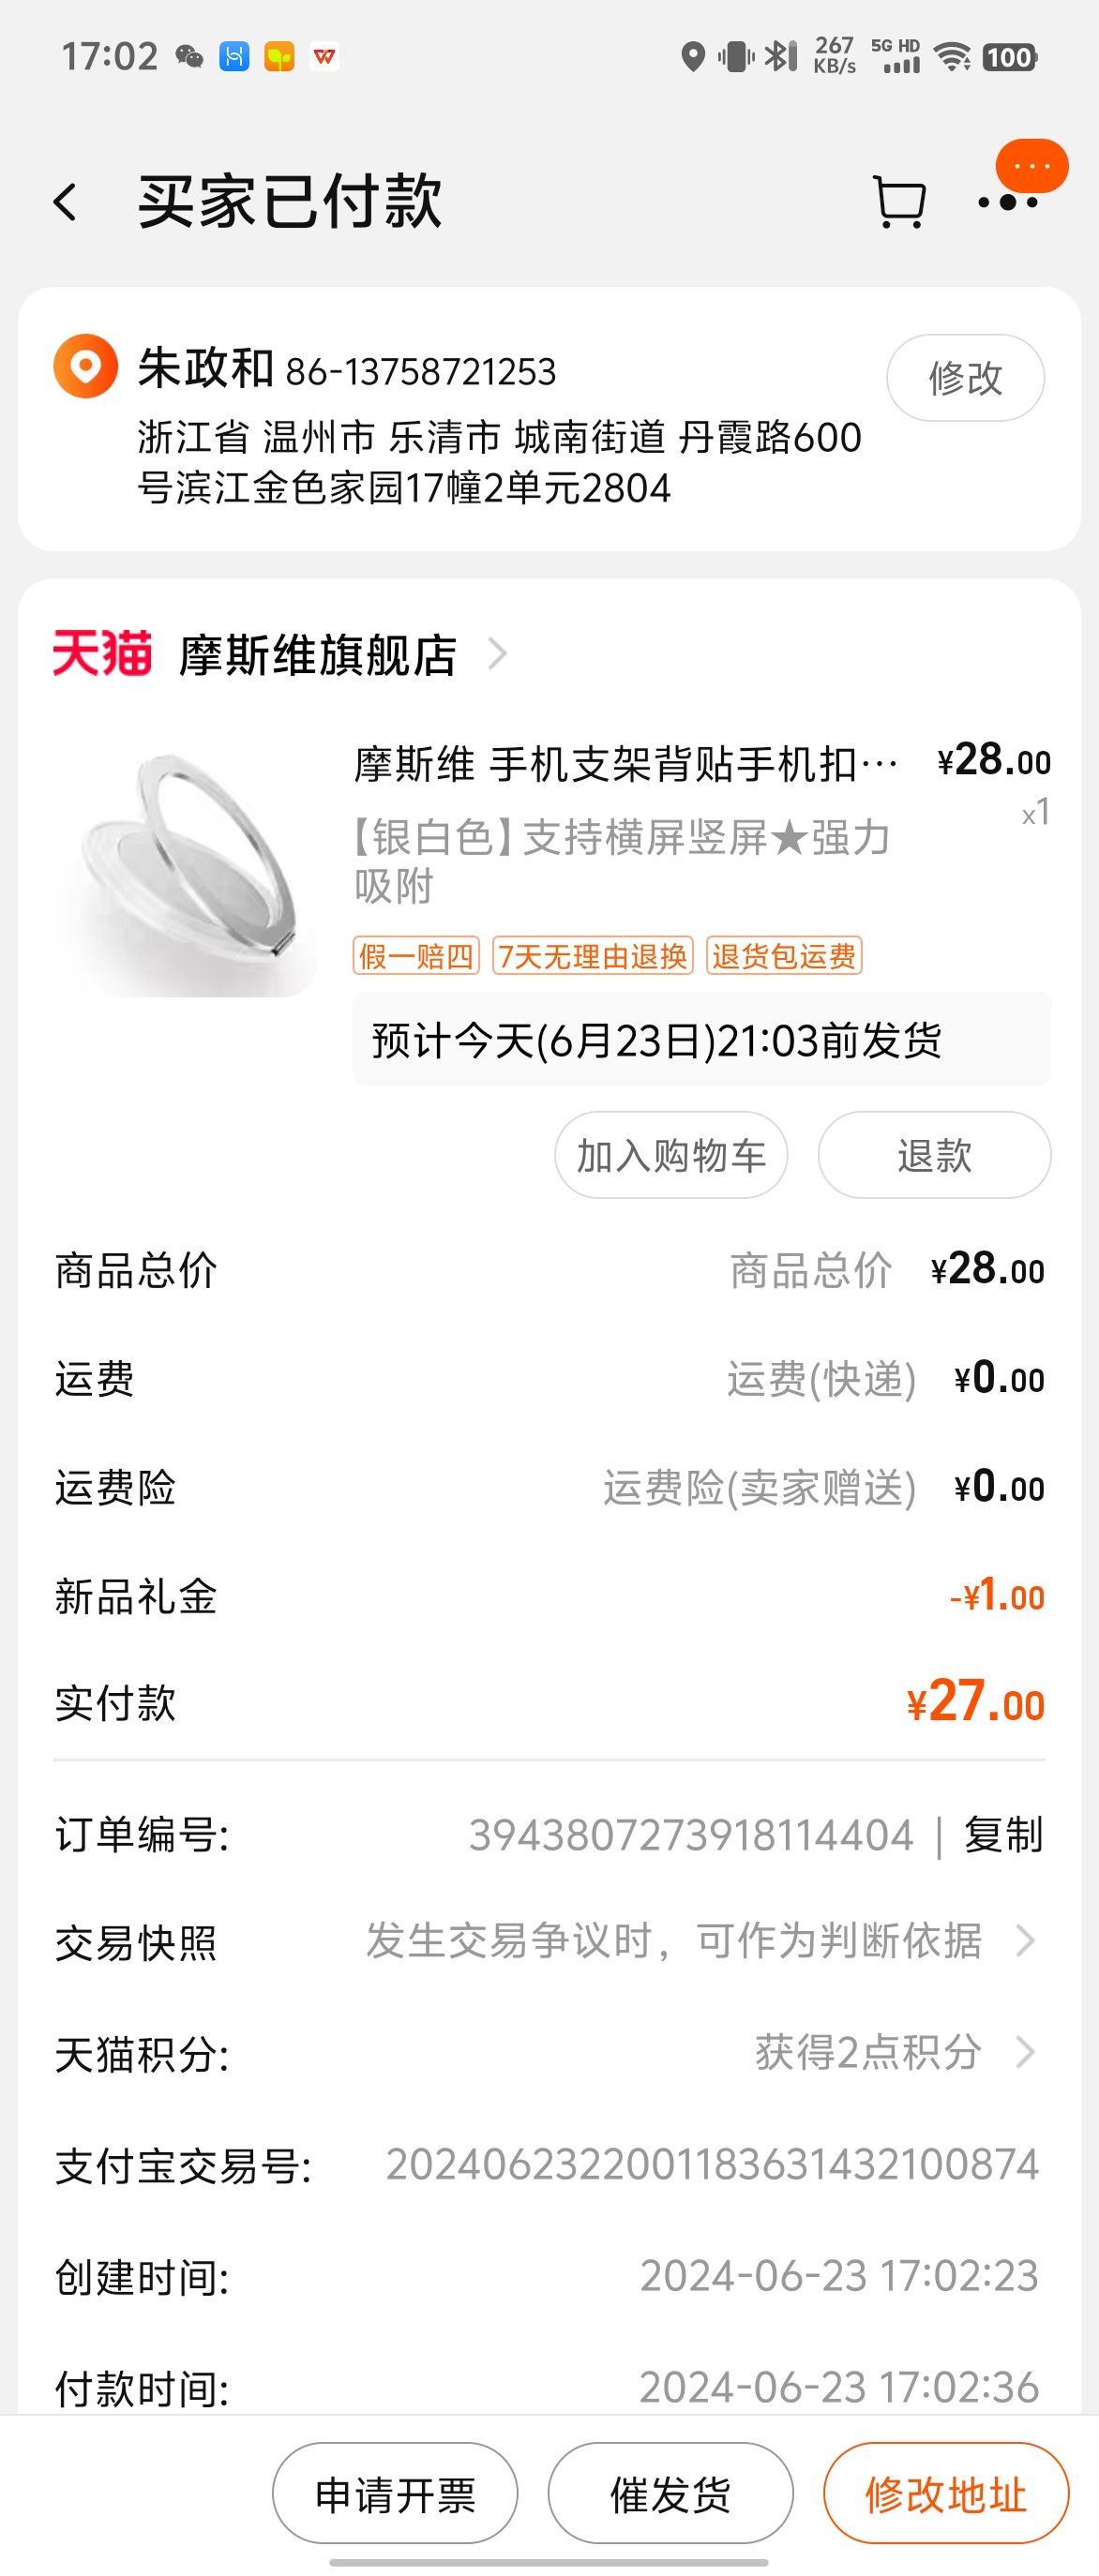 17:02
267 KB/s 5G HD 100
买家已付款
朱政和 86-13758721253
修改
浙江省 温州市 乐清市 城南街道 丹霞路600
号滨江金色家园17幢2单元2804
天猫 摩斯维旗舰店
摩斯维 手机支架背贴手机扣… ¥28.00
x1
【银白色】支持横屏竖屏★强力
吸附
假一赔四 7天无理由退换 退货包运费
预计今天(6月23日)21:03前发货
加入购物车 退款
商品总价 商品总价 ¥28.00
运费 运费(快递) ¥0.00
运费险 运费险(卖家赠送) ¥0.00
新品礼金 -¥1.00
实付款 ¥27.00
订单编号: 3943807273918114404 | 复制
交易快照 发生交易争议时，可作为判断依据
天猫积分: 获得2点积分
支付宝交易号: 2024062322001183631432100874
创建时间: 2024-06-23 17:02:23
付款时间: 2024-06-23 17:02:36
申请开票 催发货 修改地址